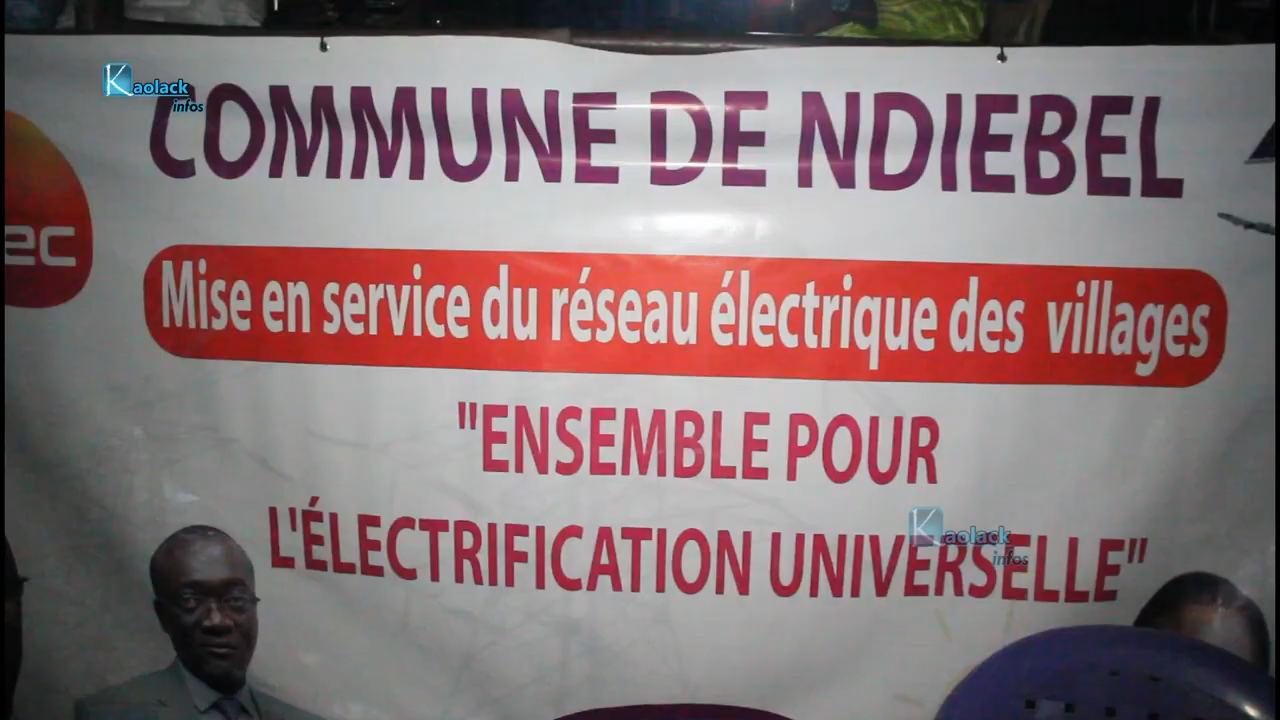 Kaolack
infos
COMMUNE DE NDIEBEL
ec
Mise en service du réseau électrique des villages
"ENSEMBLE POUR
L'ÉLECTRIFICATION UNIVERSELLE"
Kaolack
infos